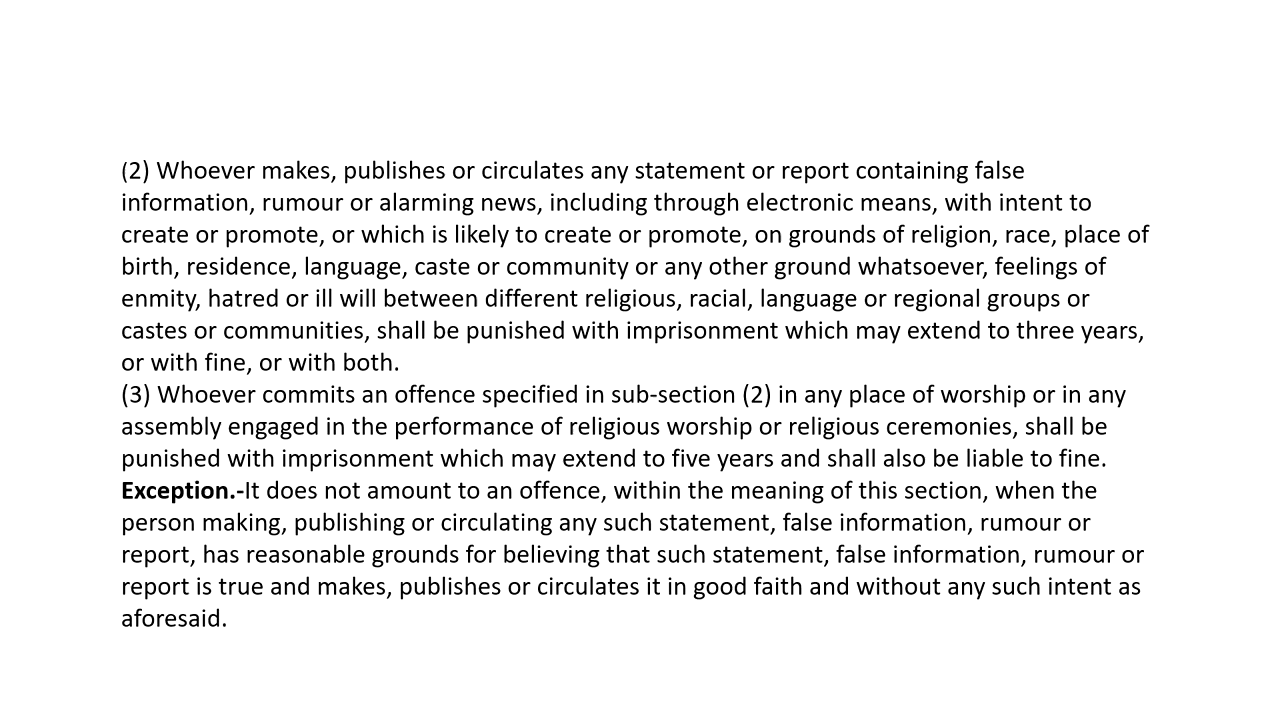 (2) Whoever makes, publishes or circulates any statement or report containing false
information, rumour or alarming news, including through electronic means, with intent to
create or promote, or which is likely to create or promote, on grounds of religion, race, place of
birth, residence, language, caste or community or any other ground whatsoever, feelings of
enmity, hatred or ill will between different religious, racial, language or regional groups or
castes or communities, shall be punished with imprisonment which may extend to three years,
or with fine, or with both.
(3) Whoever commits an offence specified in sub-section (2) in any place of worship or in any
assembly engaged in the performance of religious worship or religious ceremonies, shall be
punished with imprisonment which may extend to five years and shall also be liable to fine.
Exception.-It does not amount to an offence, within the meaning of this section, when the
person making, publishing or circulating any such statement, false information, rumour or
report, has reasonable grounds for believing that such statement, false information, rumour or
report is true and makes, publishes or circulates it in good faith and without any such intent as
aforesaid.